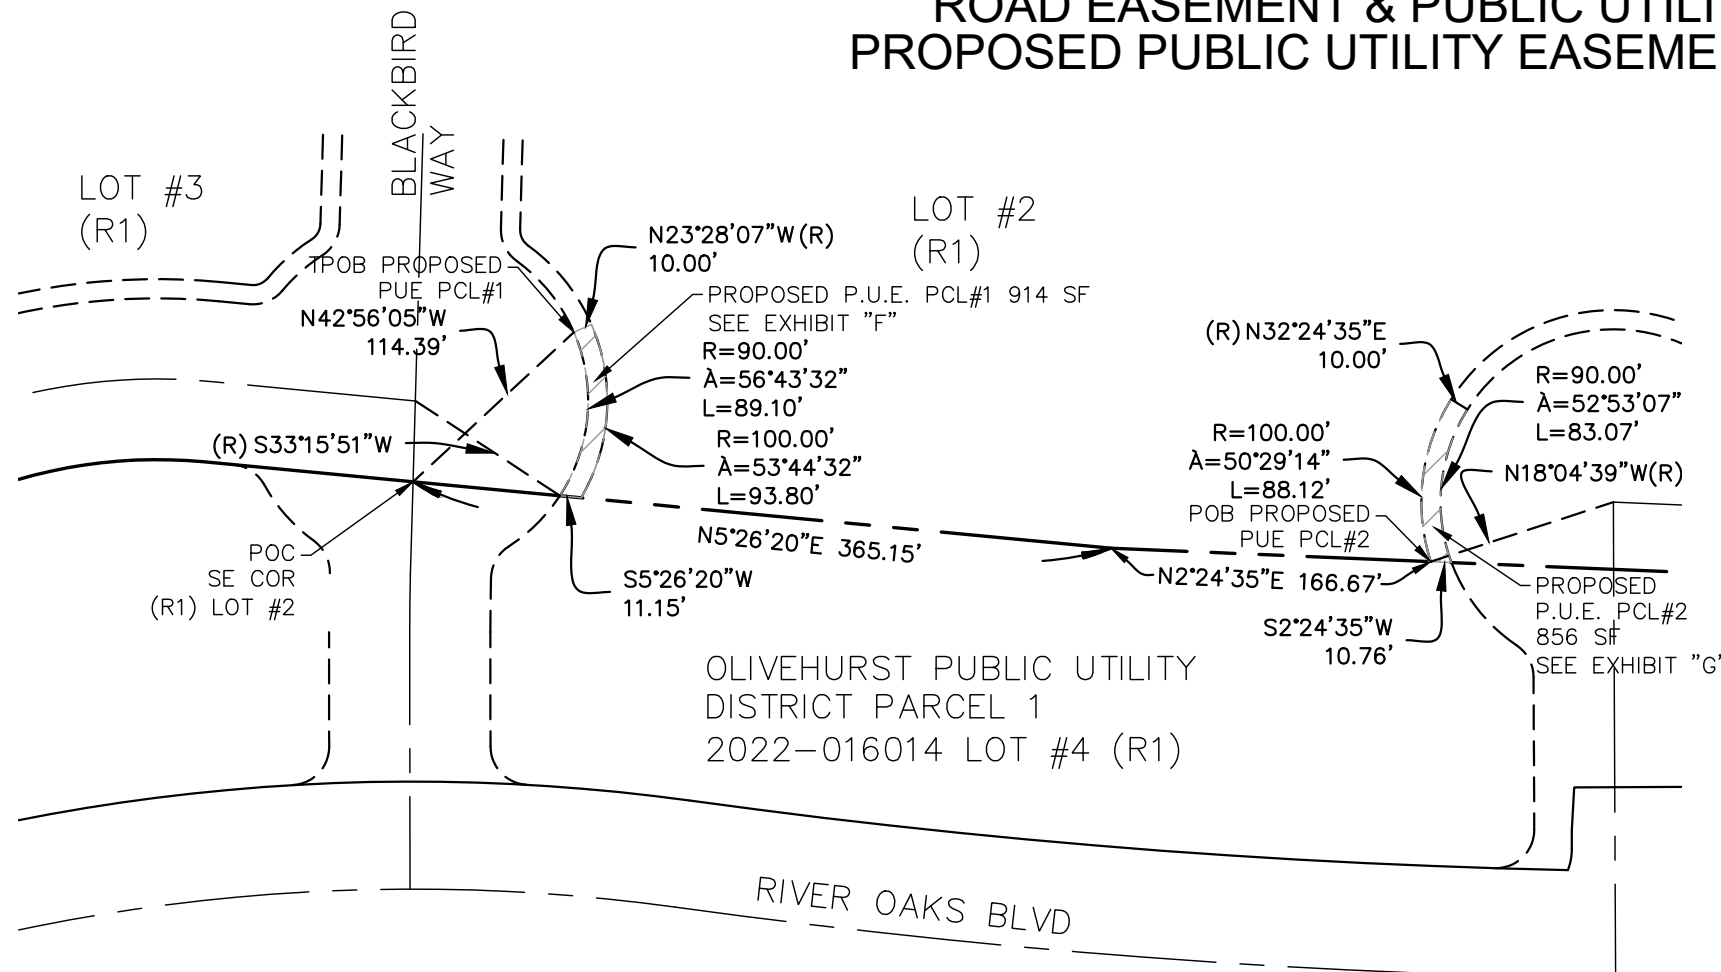 ROAD EASEMENT & PUBLIC UTILI
PROPOSED PUBLIC UTILITY EASEME
BLACKBIRD
WAY
LOT #3
(R1)
LOT #2
(R1)
N23°28'07"W(R)
10.00'
TPOB PROPOSED
PUE PCL#1
N42°56'05"W
114.39'
PROPOSED P.U.E. PCL#1 914 SF
SEE EXHIBIT "F"
R=90.00'
À=56°43'32"
L=89.10'
R=100.00'
À=53°44'32"
L=93.80'
(R) S33°15'51"W
(R) N32°24'35"E
10.00'
R=90.00'
À=52°53'07"
L=83.07'
R=100.00'
À=50°29'14"
L=88.12'
N18°04'39"W(R)
POB PROPOSED
PUE PCL#2
N5°26'20"E 365.15'
POC
SE COR
(R1) LOT #2
S5°26'20"W
11.15'
N2°24'35"E 166.67'
S2°24'35"W
10.76'
PROPOSED
P.U.E. PCL#2
856 SF
SEE EXHIBIT "G'
OLIVEHURST PUBLIC UTILITY
DISTRICT PARCEL 1
2022-016014 LOT #4 (R1)
RIVER OAKS BLVD